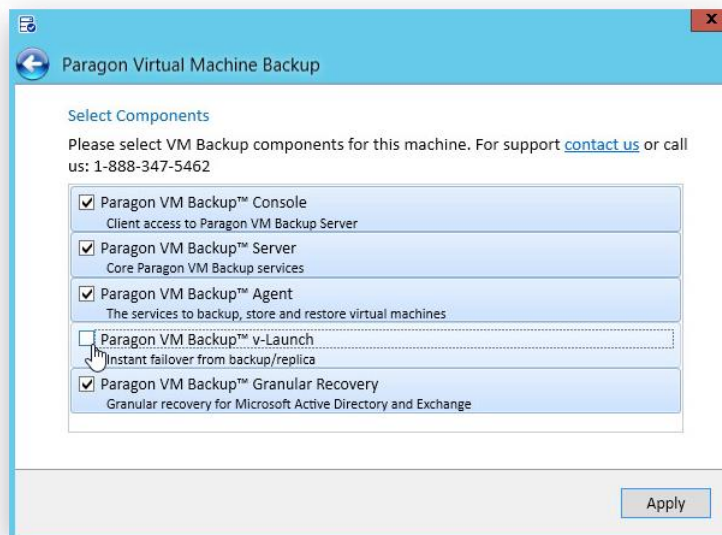 x
Paragon Virtual Machine Backup
Select Components
Please select VM Backup components for this machine. For support contact us or call
us: 1-888-347-5462
Paragon VM Backup™ Console
Client access to Paragon VM Backup Server
Paragon VM Backup™ Server
Core Paragon VM Backup services
Paragon VM Backup™ Agent
The services to backup, store and restore virtual machines
Paragon VM Backup™ v-Launch
Instant failover from backup/replica
Paragon VM Backup™ Granular Recovery
Granular recovery for Microsoft Active Directory and Exchange
Apply